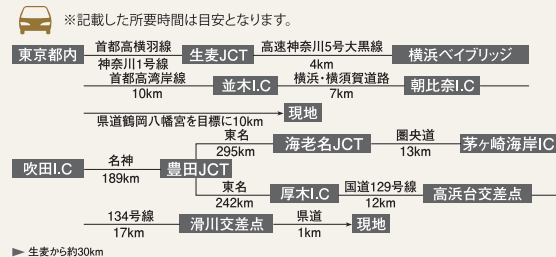 ※記載した所要時間は目安となります。
東京都内 首都高横羽線 生麦JCT 高速神奈川5号大黒線 横浜ベイブリッジ
神奈川1号線 4km
首都高湾岸線 並木I.C 横浜・横須賀道路 朝比奈I.C
10km 7km
県道鶴岡八幡宮を目標に10km 現地
東名 海老名JCT 圏央道 茅ヶ崎海岸IC
295km 13km
吹田I.C 名神 豊田JCT
189km
東名 厚木I.C 国道129号線 高浜台交差点
242km 12km
134号線 滑川交差点 県道 現地
17km 1km
▶ 生麦から約30km